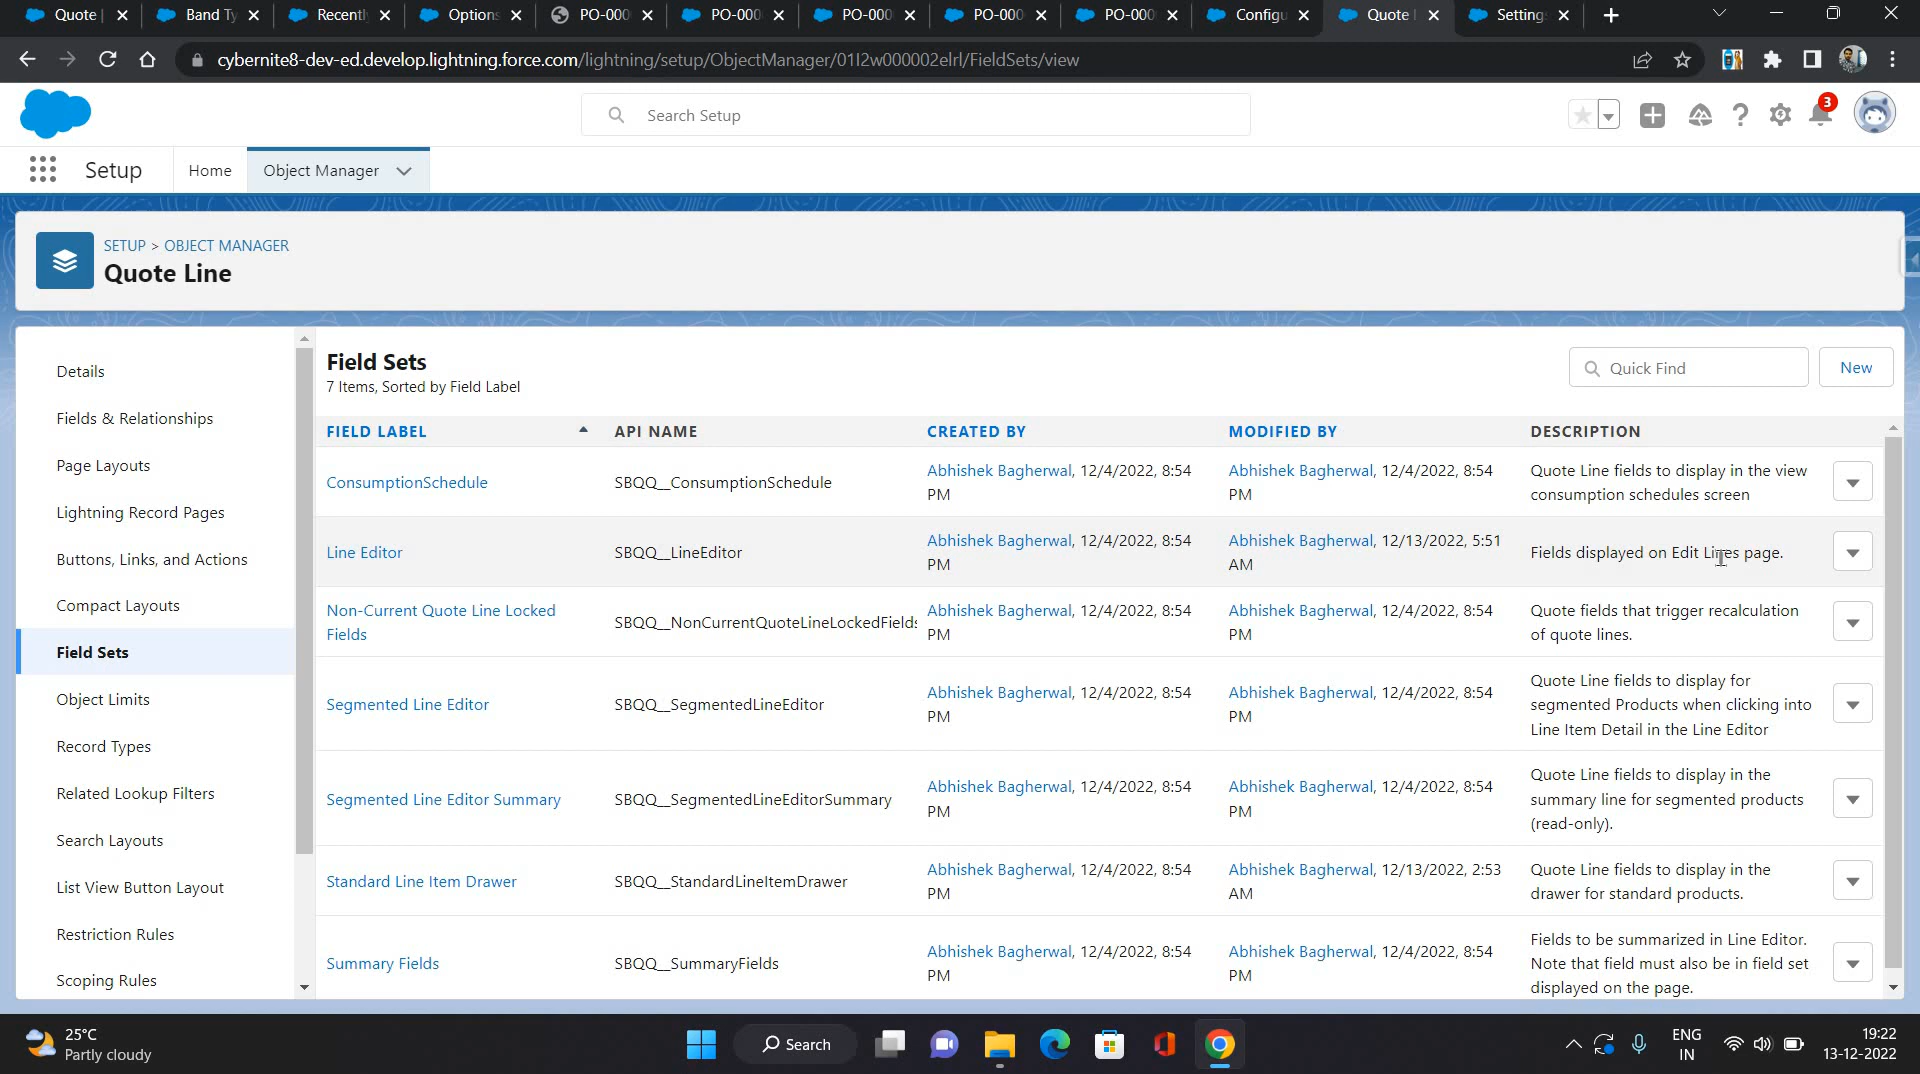 Quote |
Band Ty
Recentl
Options
PO-000
PO-000
PO-000
PO-000
PO-000
Configu
Quote l
Setting
cybernite8-dev-ed.develop.lightning.force.com/lightning/setup/ObjectManager/01I2w000002elrl/FieldSets/view
Search Setup
3
Setup
Home
Object Manager
SETUP > OBJECT MANAGER
Quote Line
Details
Fields & Relationships
Page Layouts
Lightning Record Pages
Buttons, Links, and Actions
Compact Layouts
Field Sets
Object Limits
Record Types
Related Lookup Filters
Search Layouts
List View Button Layout
Restriction Rules
Scoping Rules
Field Sets
7 Items, Sorted by Field Label
Quick Find
New
FIELD LABEL API NAME CREATED BY MODIFIED BY DESCRIPTION
ConsumptionSchedule SBQQ__ConsumptionSchedule Abhishek Bagherwal, 12/4/2022, 8:54 Abhishek Bagherwal, 12/4/2022, 8:54 Quote Line fields to display in the view
PM PM consumption schedules screen
Line Editor SBQQ__LineEditor Abhishek Bagherwal, 12/4/2022, 8:54 Abhishek Bagherwal, 12/13/2022, 5:51 Fields displayed on Edit Lines page.
PM AM
Non-Current Quote Line Locked SBQQ__NonCurrentQuoteLineLockedFields Abhishek Bagherwal, 12/4/2022, 8:54 Abhishek Bagherwal, 12/4/2022, 8:54 Quote fields that trigger recalculation
Fields PM PM of quote lines.
Segmented Line Editor SBQQ__SegmentedLineEditor Abhishek Bagherwal, 12/4/2022, 8:54 Abhishek Bagherwal, 12/4/2022, 8:54 Quote Line fields to display for
PM PM segmented Products when clicking into
Line Item Detail in the Line Editor
Segmented Line Editor Summary SBQQ__SegmentedLineEditorSummary Abhishek Bagherwal, 12/4/2022, 8:54 Abhishek Bagherwal, 12/4/2022, 8:54 Quote Line fields to display in the
PM PM summary line for segmented products
(read-only).
Standard Line Item Drawer SBQQ__StandardLineItemDrawer Abhishek Bagherwal, 12/4/2022, 8:54 Abhishek Bagherwal, 12/13/2022, 2:53 Quote Line fields to display in the
PM AM drawer for standard products.
Summary Fields SBQQ__SummaryFields Abhishek Bagherwal, 12/4/2022, 8:54 Abhishek Bagherwal, 12/4/2022, 8:54 Fields to be summarized in Line Editor.
PM PM Note that field must also be in field set
displayed on the page.
25°C
Partly cloudy
Search
ENG
IN
19:22
13-12-2022